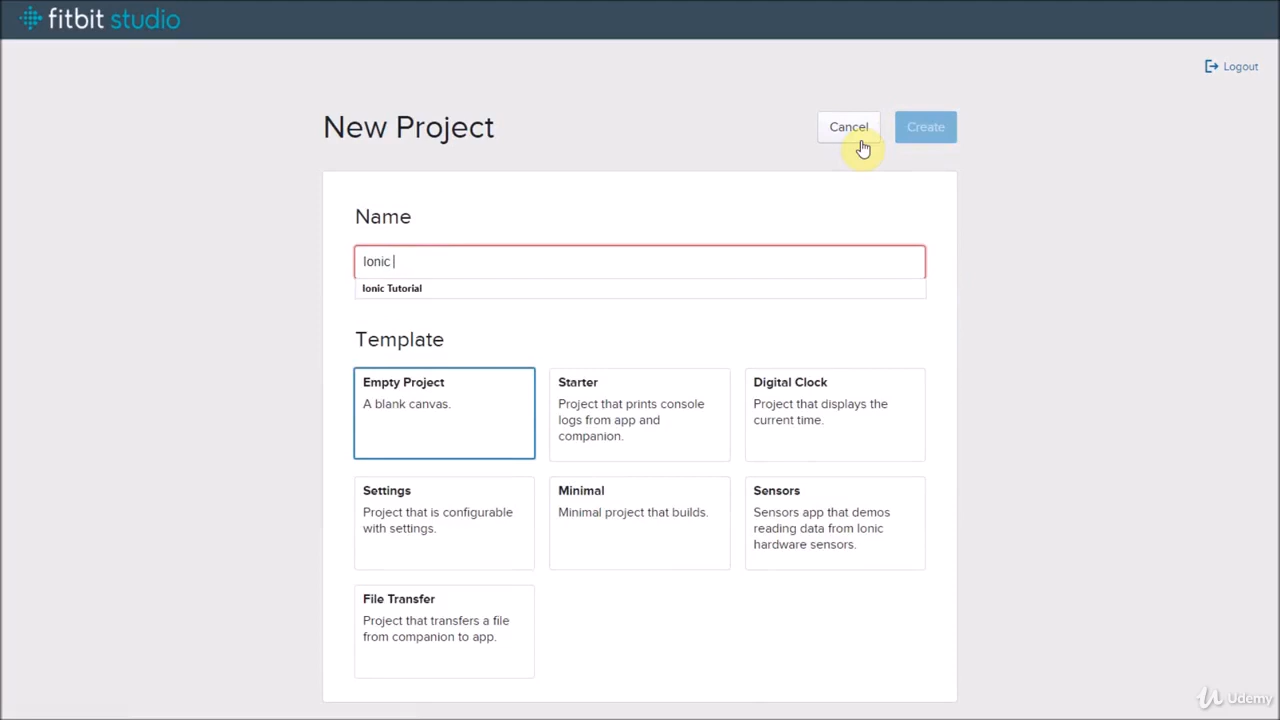 fitbit studio
Logout
New Project
Cancel
Create
Name
Ionic
Ionic Tutorial
Template
Empty Project
A blank canvas.
Starter
Project that prints console
logs from app and
companion.
Digital Clock
Project that displays the
current time.
Settings
Project that is configurable
with settings.
Minimal
Minimal project that builds.
Sensors
Sensors app that demos
reading data from Ionic
hardware sensors.
File Transfer
Project that transfers a file
from companion to app.
Udemy